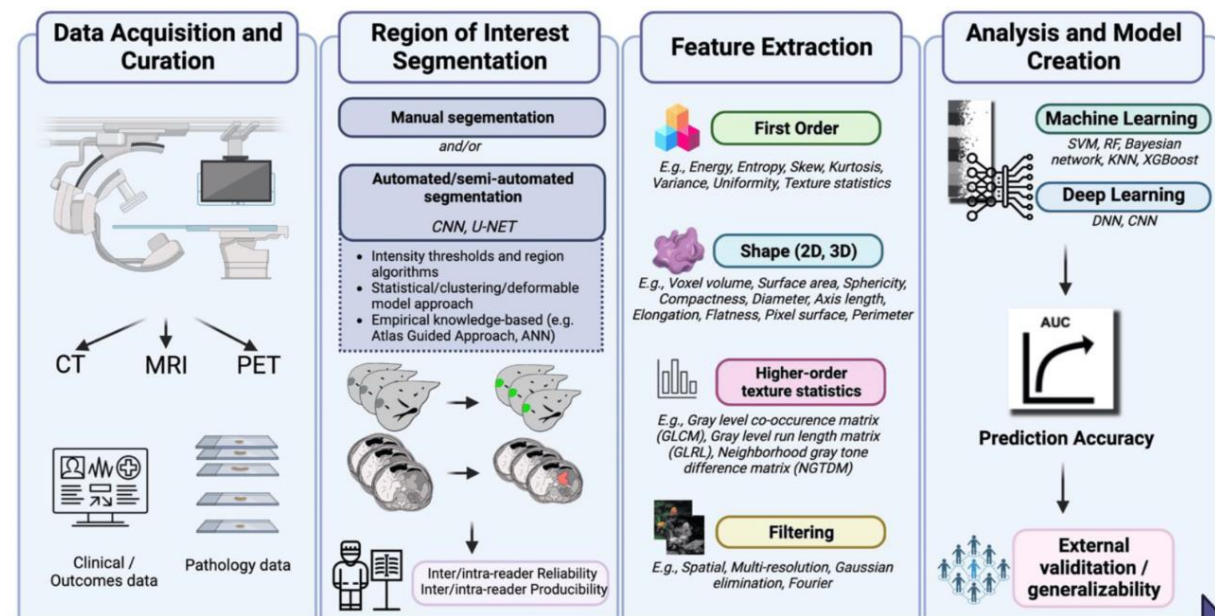 Data Acquisition and
Curation
CT
MRI
PET
Clinical /
Outcomes data
Pathology data
Region of Interest
Segmentation
Manual segementation
and/or
Automated/semi-automated
segmentation
CNN, U-NET
• Intensity thresholds and region
algorithms
• Statistical/clustering/deformable
model approach
• Empirical knowledge-based (e.g.
Atlas Guided Approach, ANN)
Inter/intra-reader Reliability
Inter/intra-reader Producibility
Feature Extraction
First Order
E.g., Energy, Entropy, Skew, Kurtosis,
Variance, Uniformity, Texture statistics
Shape (2D, 3D)
E.g., Voxel volume, Surface area, Sphericity,
Compactness, Diameter, Axis length,
Elongation, Flatness, Pixel surface, Perimeter
Higher-order
texture statistics
E.g., Gray level co-occurence matrix
(GLCM), Gray level run length matrix
(GLRL), Neighborhood gray tone
difference matrix (NGTDM)
Filtering
E.g., Spatial, Multi-resolution, Gaussian
elimination, Fourier
Analysis and Model
Creation
Machine Learning
SVM, RF, Bayesian
network, KNN, XGBoost
Deep Learning
DNN, CNN
AUC
Prediction Accuracy
External
validitation /
generalizability